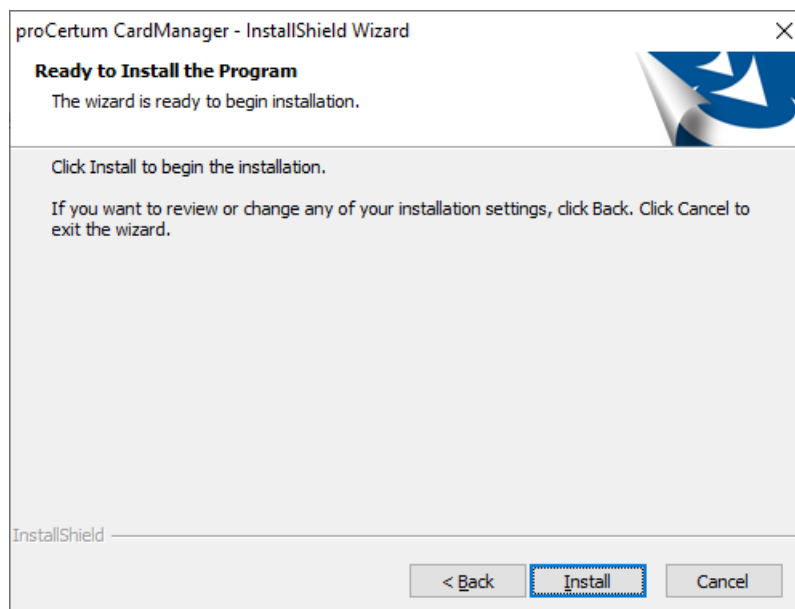 proCertum CardManager - InstallShield Wizard
Ready to Install the Program
The wizard is ready to begin installation.
Click Install to begin the installation.
If you want to review or change any of your installation settings, click Back. Click Cancel to
exit the wizard.
InstallShield
< Back
Install
Cancel